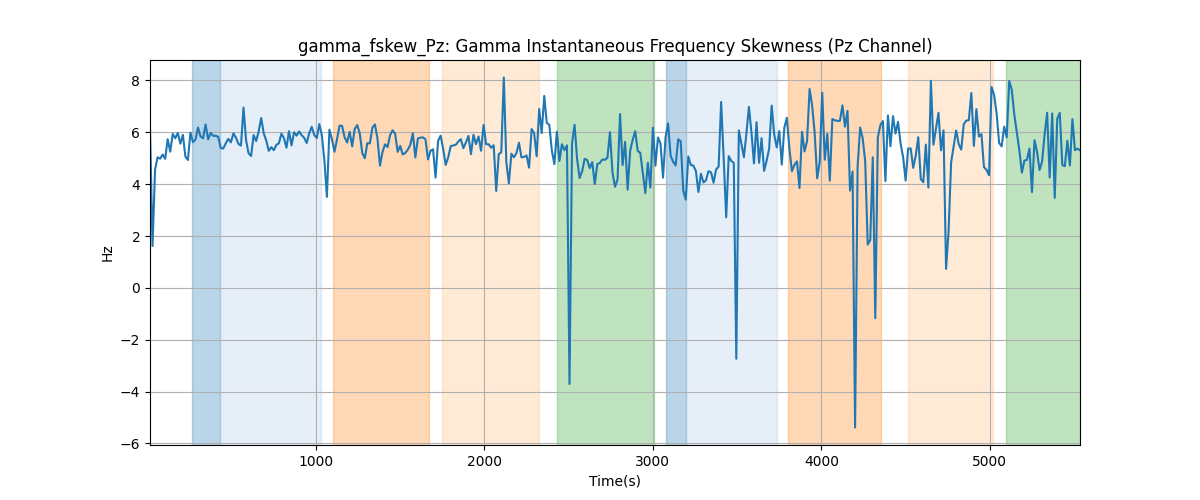 gamma_fskew_Pz: Gamma Instantaneous Frequency Skewness (Pz Channel)
8
6
4
2
0
−2
−4
−6
Hz
1000 2000 3000 4000 5000
Time(s)